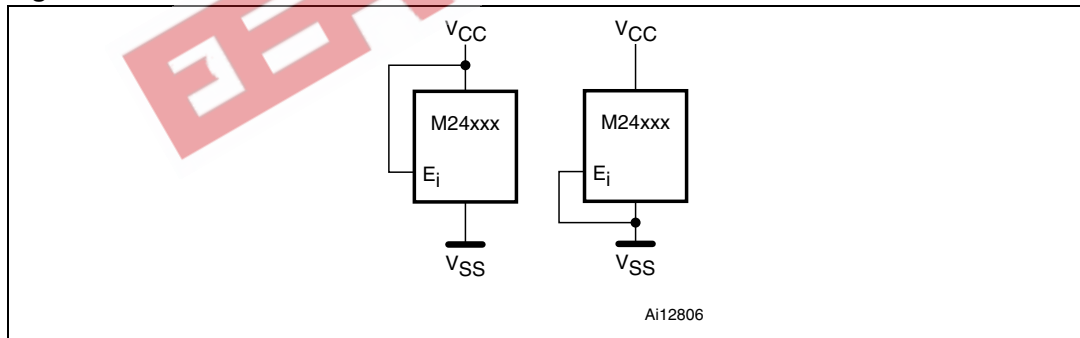 VCC VCC
M24xxx M24xxx
Ei Ei
VSS VSS
Ai12806